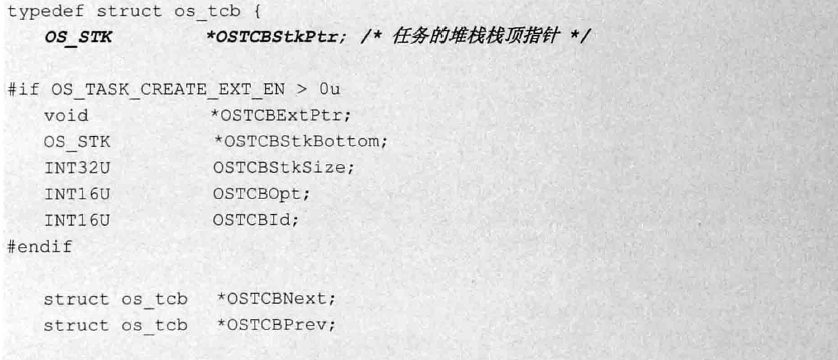 typedef struct os_tcb {
OS_STK *OSTCBStkPtr; /* 任务的堆栈栈顶指针 */
#if OS_TASK_CREATE_EXT_EN > 0u
void *OSTCBExtPtr;
OS_STK *OSTCBStkBottom;
INT32U OSTCBStkSize;
INT16U OSTCBOpt;
INT16U OSTCBId;
#endif
struct os_tcb *OSTCBNext;
struct os_tcb *OSTCBPrev;